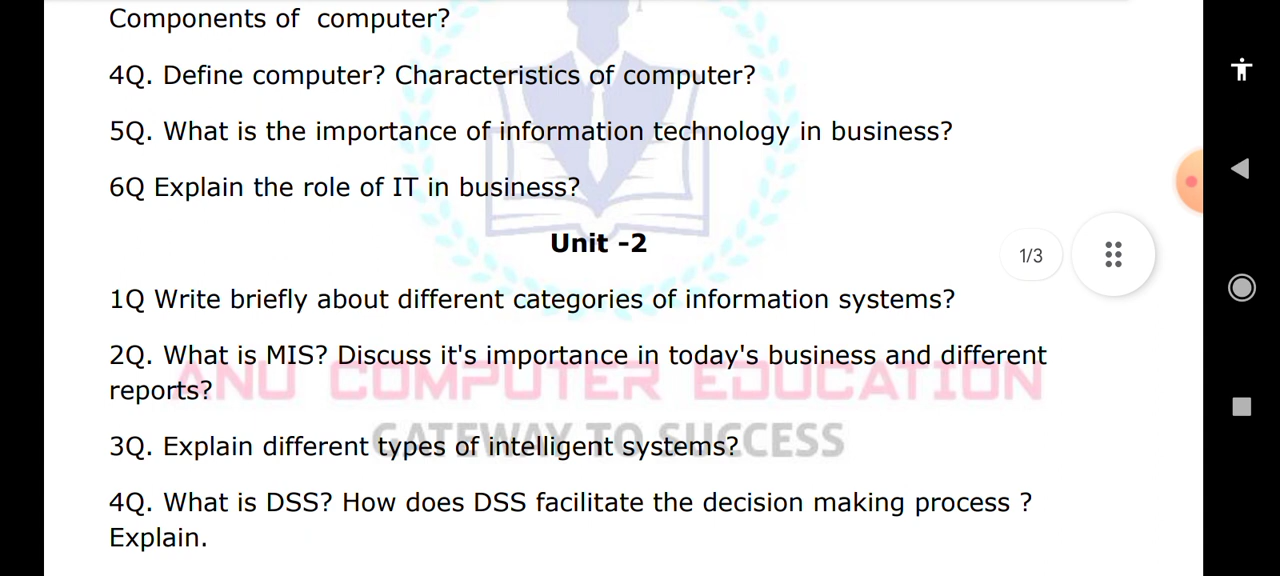 Components of computer?
4Q. Define computer? Characteristics of computer?
5Q. What is the importance of information technology in business?
6Q Explain the role of IT in business?
Unit -2
1/3
1Q Write briefly about different categories of information systems?
2Q. What is MIS? Discuss it's importance in today's business and different
reports?
ANU COMPUTER EDUCATION
3Q. Explain different types of intelligent systems?
GATEWAY TO SUCCESS
4Q. What is DSS? How does DSS facilitate the decision making process ?
Explain.